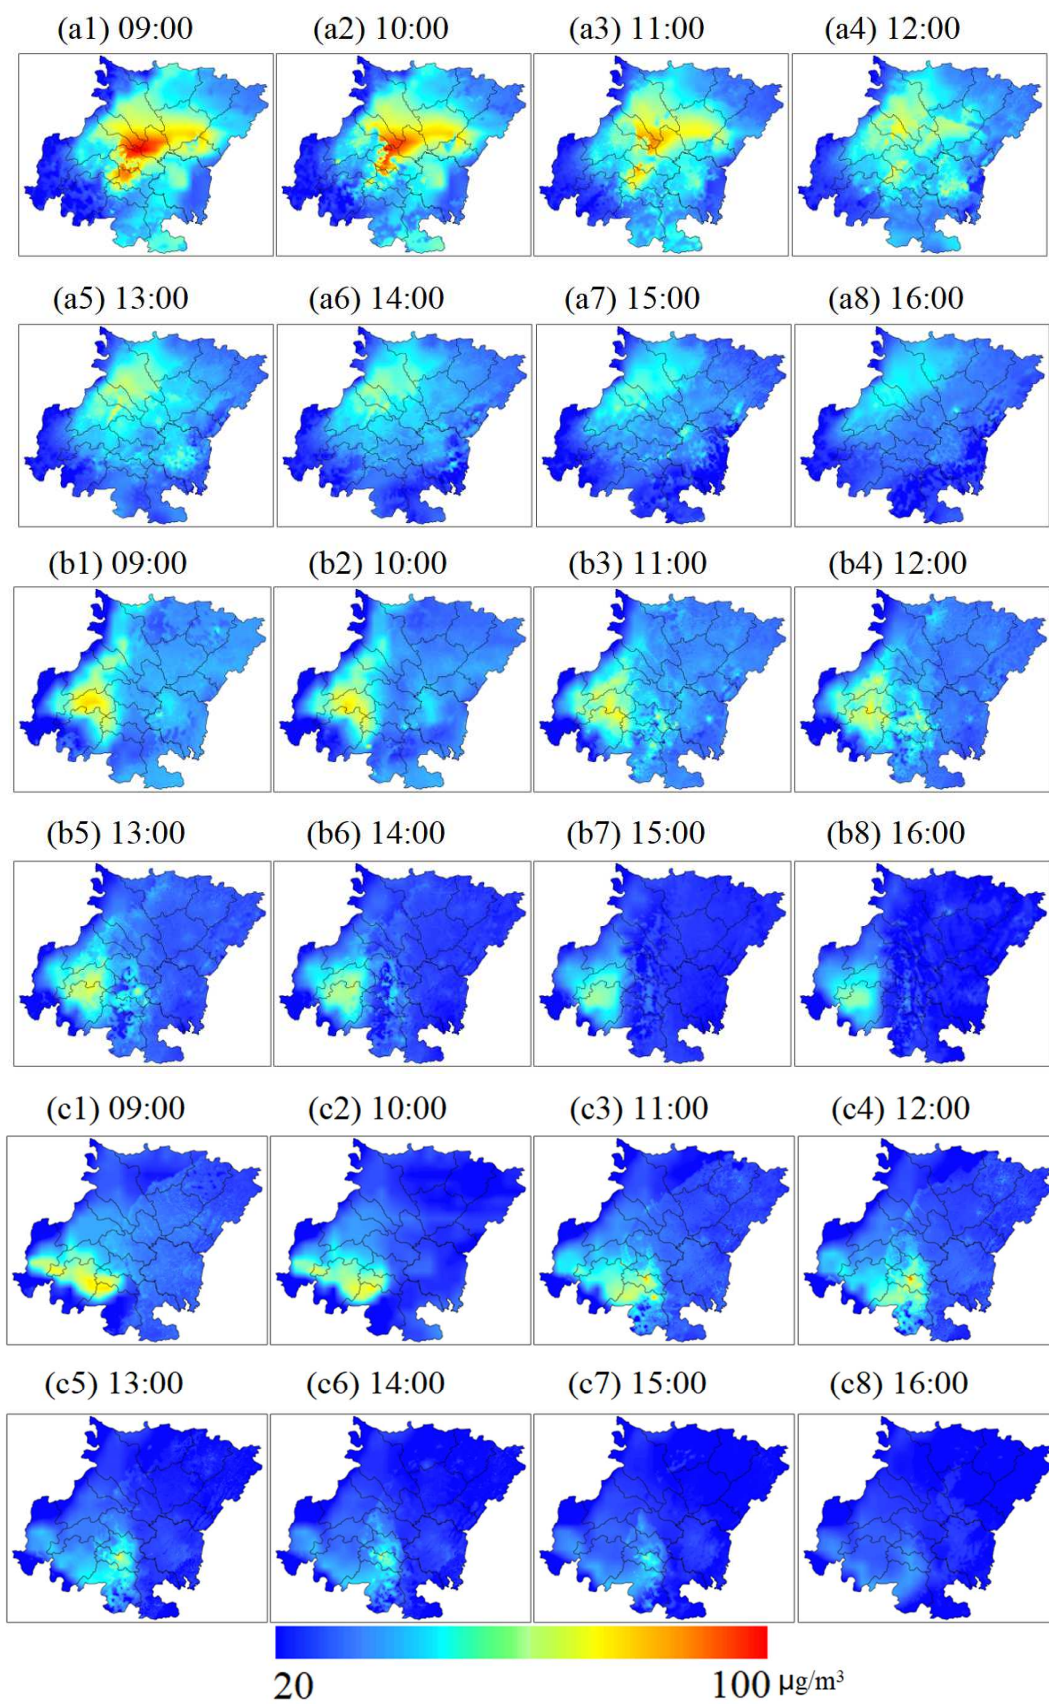 (a1) 09:00 (a2) 10:00 (a3) 11:00 (a4) 12:00
(a5) 13:00 (a6) 14:00 (a7) 15:00 (a8) 16:00
(b1) 09:00 (b2) 10:00 (b3) 11:00 (b4) 12:00
(b5) 13:00 (b6) 14:00 (b7) 15:00 (b8) 16:00
(c1) 09:00 (c2) 10:00 (c3) 11:00 (c4) 12:00
(c5) 13:00 (c6) 14:00 (c7) 15:00 (c8) 16:00
20 100 μg/m³